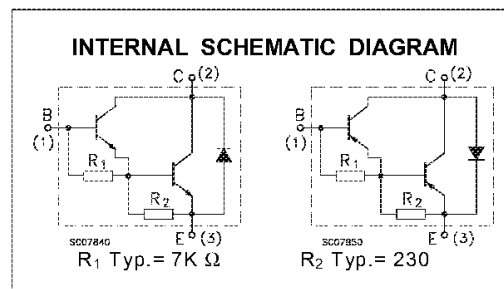 INTERNAL SCHEMATIC DIAGRAM
C (2) C (2)
B B
(1) (1)
R1 R1
R2 R2
SC07840 E (3) SC07850 E (3)
R1 Typ.= 7K Ω R2 Typ.= 230